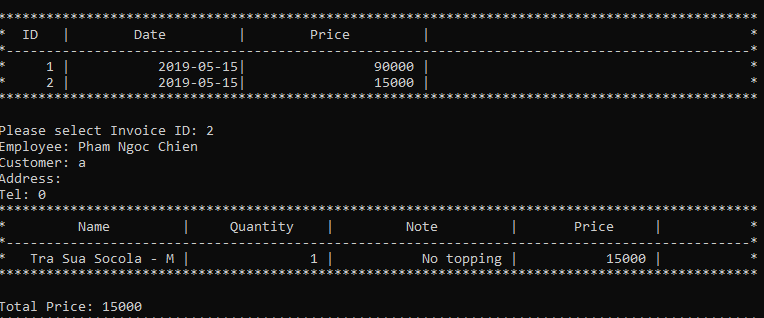 ***********************************************************************************************
*  ID   |        Date         |        Price         |                                        *
*---------------------------------------------------------------------------------------------*
*     1 |           2019-05-15|                90000 |                                        *
*     2 |           2019-05-15|                15000 |                                        *
***********************************************************************************************
Please select Invoice ID: 2
Employee: Pham Ngoc Chien
Customer: a
Address:
Tel: 0
***********************************************************************************************
*         Name         |     Quantity    |         Note         |       Price     |           *
*---------------------------------------------------------------------------------------------*
*   Tra Sua Socola - M |               1 |           No topping |           15000 |           *
***********************************************************************************************
Total Price: 15000